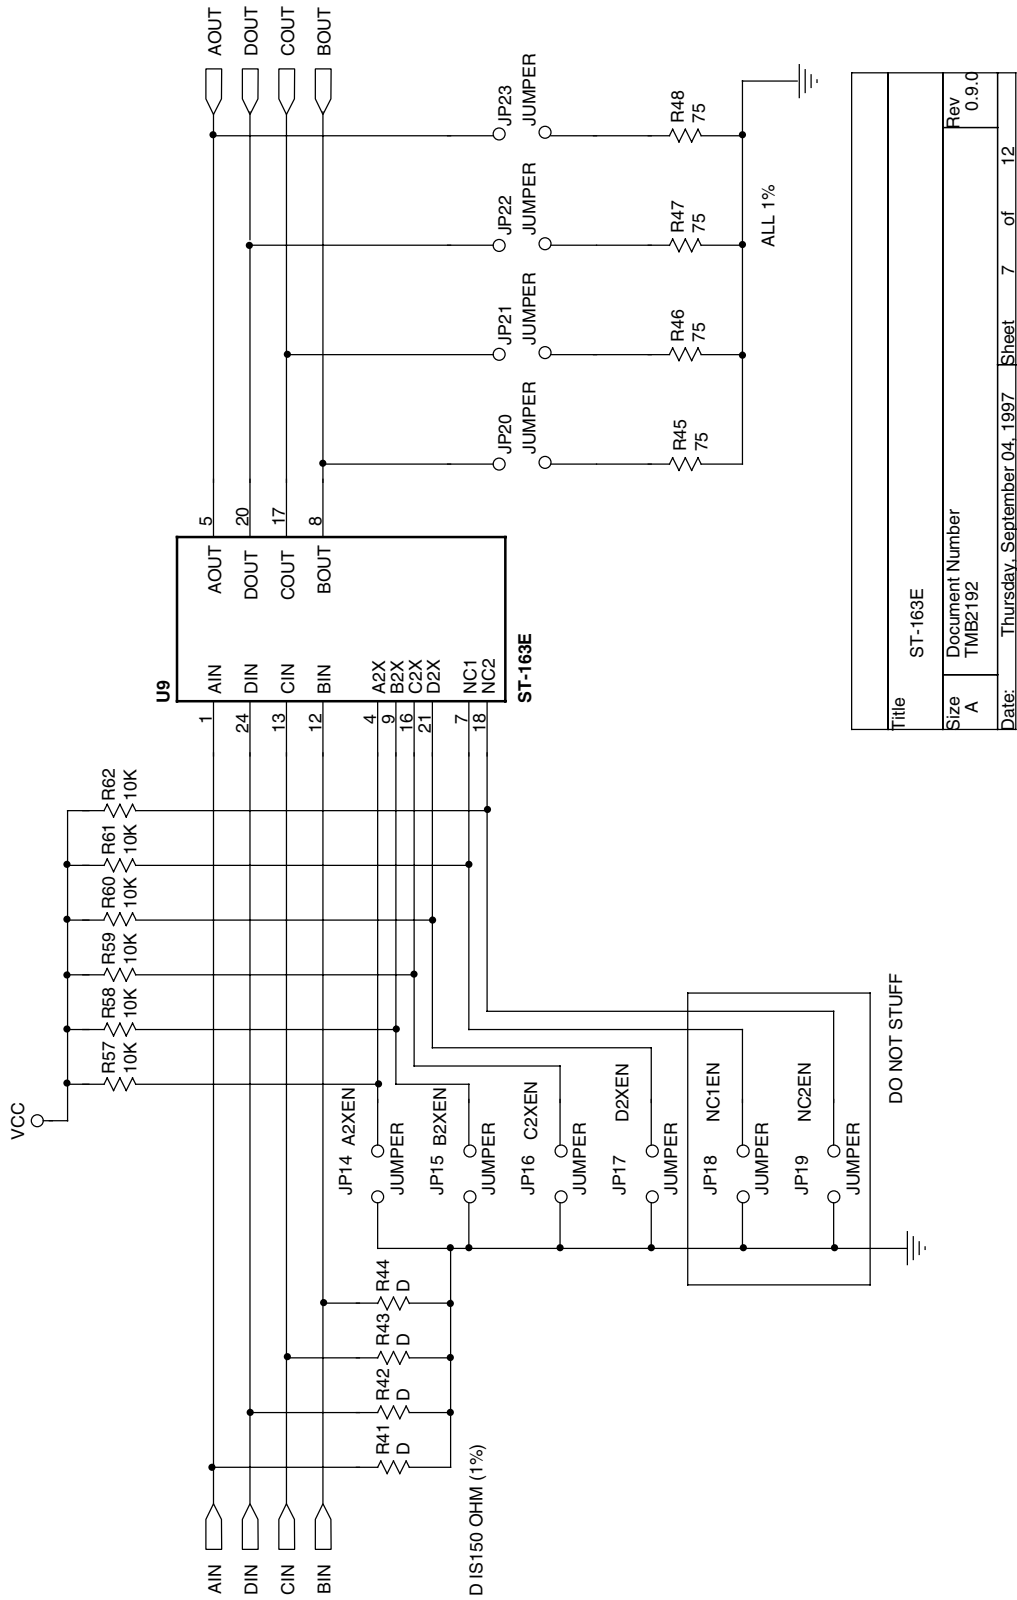 VCC
R57
10K
R58
10K
R59
10K
R60
10K
R61
10K
R62
10K
U9
AIN
DIN
CIN
BIN
1
24
13
12
4
9
16
21
7
18
AIN
DIN
CIN
BIN
A2X
B2X
C2X
D2X
NC1
NC2
AOUT
DOUT
COUT
BOUT
5
20
17
8
ST-163E
AOUT
DOUT
COUT
BOUT
R41
D
R42
D
R43
D
R44
D
D IS150 OHM (1%)
JP14
A2XEN
JUMPER
JP15
B2XEN
JUMPER
JP16
C2XEN
JUMPER
JP17
D2XEN
JUMPER
JP18
NC1EN
JUMPER
JP19
NC2EN
JUMPER
DO NOT STUFF
JP20
JUMPER
JP21
JUMPER
JP22
JUMPER
JP23
JUMPER
R45
75
R46
75
R47
75
R48
75
ALL 1%
Title
ST-163E
Size
A
Document Number
TMB2192
Rev
0.9.0
Date: Thursday, September 04, 1997 Sheet 7 of 12